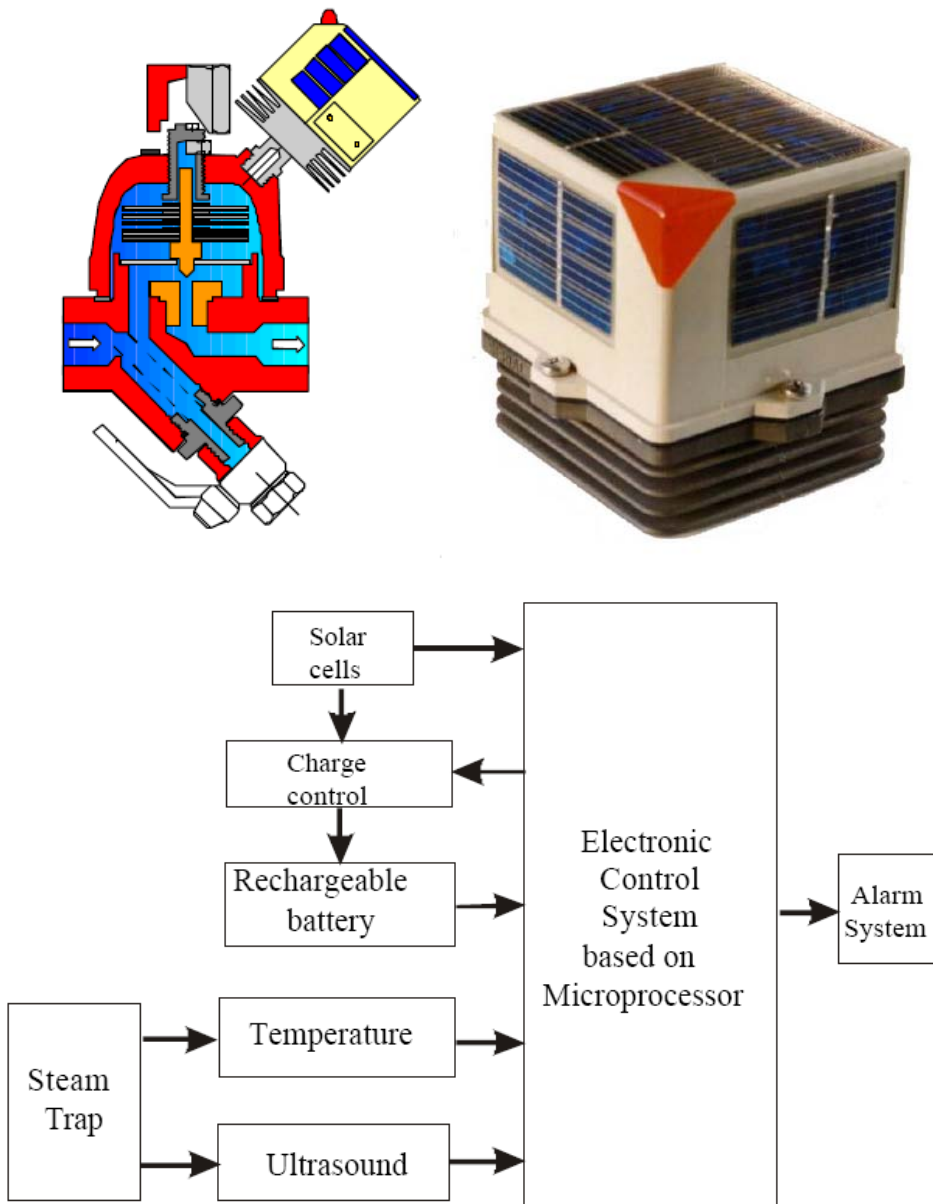 Solar
cells
Charge
control
Rechargeable
battery
Electronic
Control
System
based on
Microprocessor
Alarm
System
Steam
Trap
Temperature
Ultrasound